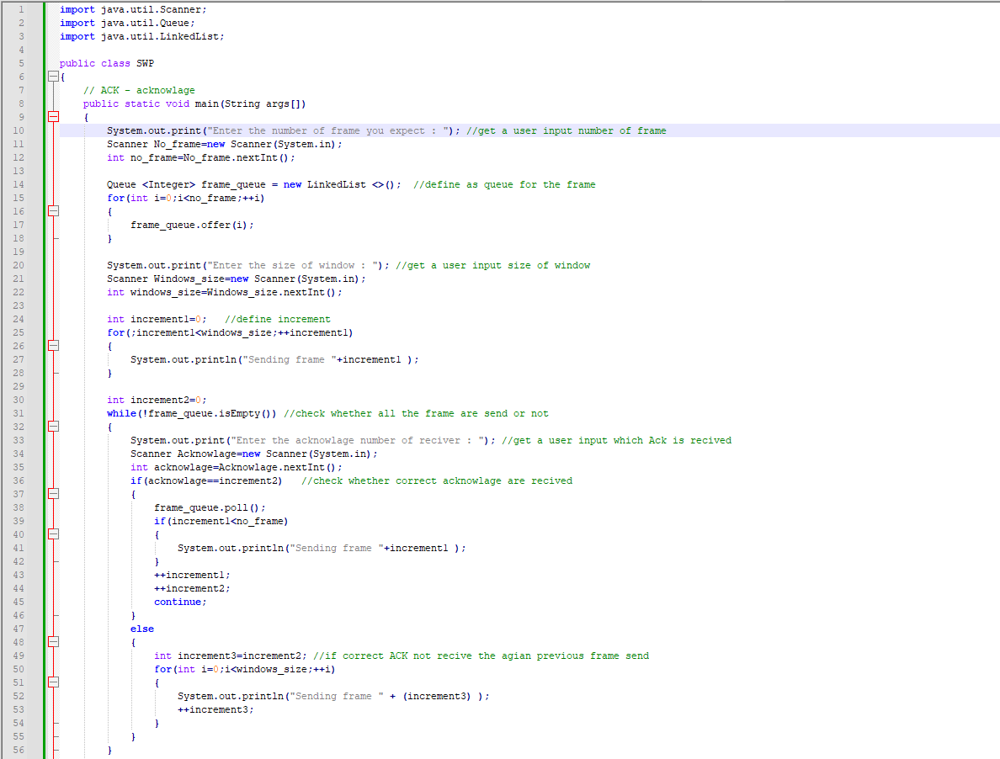 1 import java.util.Scanner;
2 import java.util.Queue;
3 import java.util.LinkedList;
4
5 public class SWP
6 {
7 // ACK - acknowlage
8 public static void main(String args[])
9 {
10 System.out.print("Enter the number of frame you expect : "); //get a user input number of frame
11 Scanner No_frame=new Scanner(System.in);
12 int no_frame=No_frame.nextInt();
13
14 Queue <Integer> frame_queue = new LinkedList <>(); //define as queue for the frame
15 for(int i=0;i<no_frame;++i)
16 {
17 frame_queue.offer(i);
18 }
19
20 System.out.print("Enter the size of window : "); //get a user input size of window
21 Scanner Windows_size=new Scanner(System.in);
22 int windows_size=Windows_size.nextInt();
23
24 int increment1=0; //define increment
25 for(;increment1<windows_size;++increment1)
26 {
27 System.out.println("Sending frame "+increment1 );
28 }
29
30 int increment2=0;
31 while(!frame_queue.isEmpty()) //check whether all the frame are send or not
32 {
33 System.out.print("Enter the acknowlage number of reciver : "); //get a user input which Ack is recived
34 Scanner Acknowlage=new Scanner(System.in);
35 int acknowlage=Acknowlage.nextInt();
36 if(acknowlage==increment2) //check whether correct acknowlage are recived
37 {
38 frame_queue.poll();
39 if(increment1<no_frame)
40 {
41 System.out.println("Sending frame "+increment1 );
42 }
43 ++increment1;
44 ++increment2;
45 continue;
46 }
47 else
48 {
49 int increment3=increment2; //if correct ACK not recive the agian previous frame send
50 for(int i=0;i<windows_size;++i)
51 {
52 System.out.println("Sending frame " + (increment3) );
53 ++increment3;
54 }
55 }
56 }